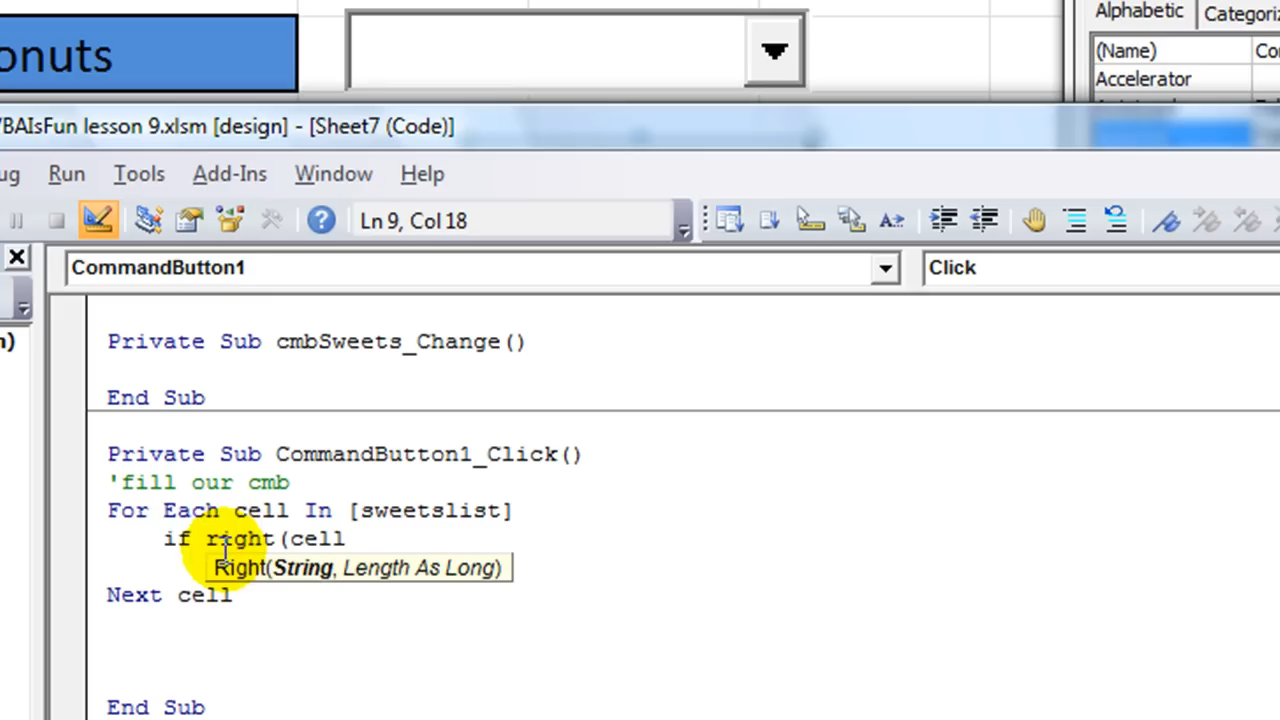 onuts
Alphabetic Categoriz
(Name) Co
Accelerator
VBAIsFun lesson 9.xlsm [design] - [Sheet7 (Code)]
ug Run Tools Add-Ins Window Help
Ln 9, Col 18
CommandButton1 Click
n)
Private Sub cmbSweets_Change()
End Sub
Private Sub CommandButton1_Click()
'fill our cmb
For Each cell In [sweetslist]
if right(cell
Right(String, Length As Long)
Next cell
End Sub